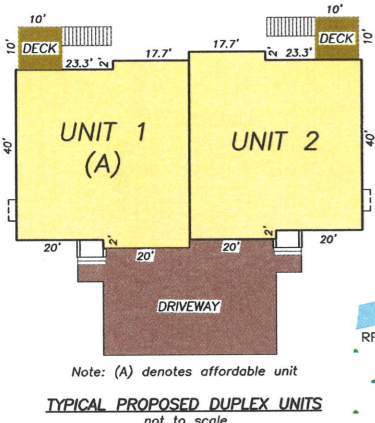 10'
10'
10'
DECK
DECK
10'
23.3'
2'
17.7'
17.7'
2'
23.3'
UNIT 1
(A)
UNIT 2
40'
40'
20'
2'
20'
20'
2'
20'
DRIVEWAY
Note: (A) denotes affordable unit
RF
TYPICAL PROPOSED DUPLEX UNITS
not to scale